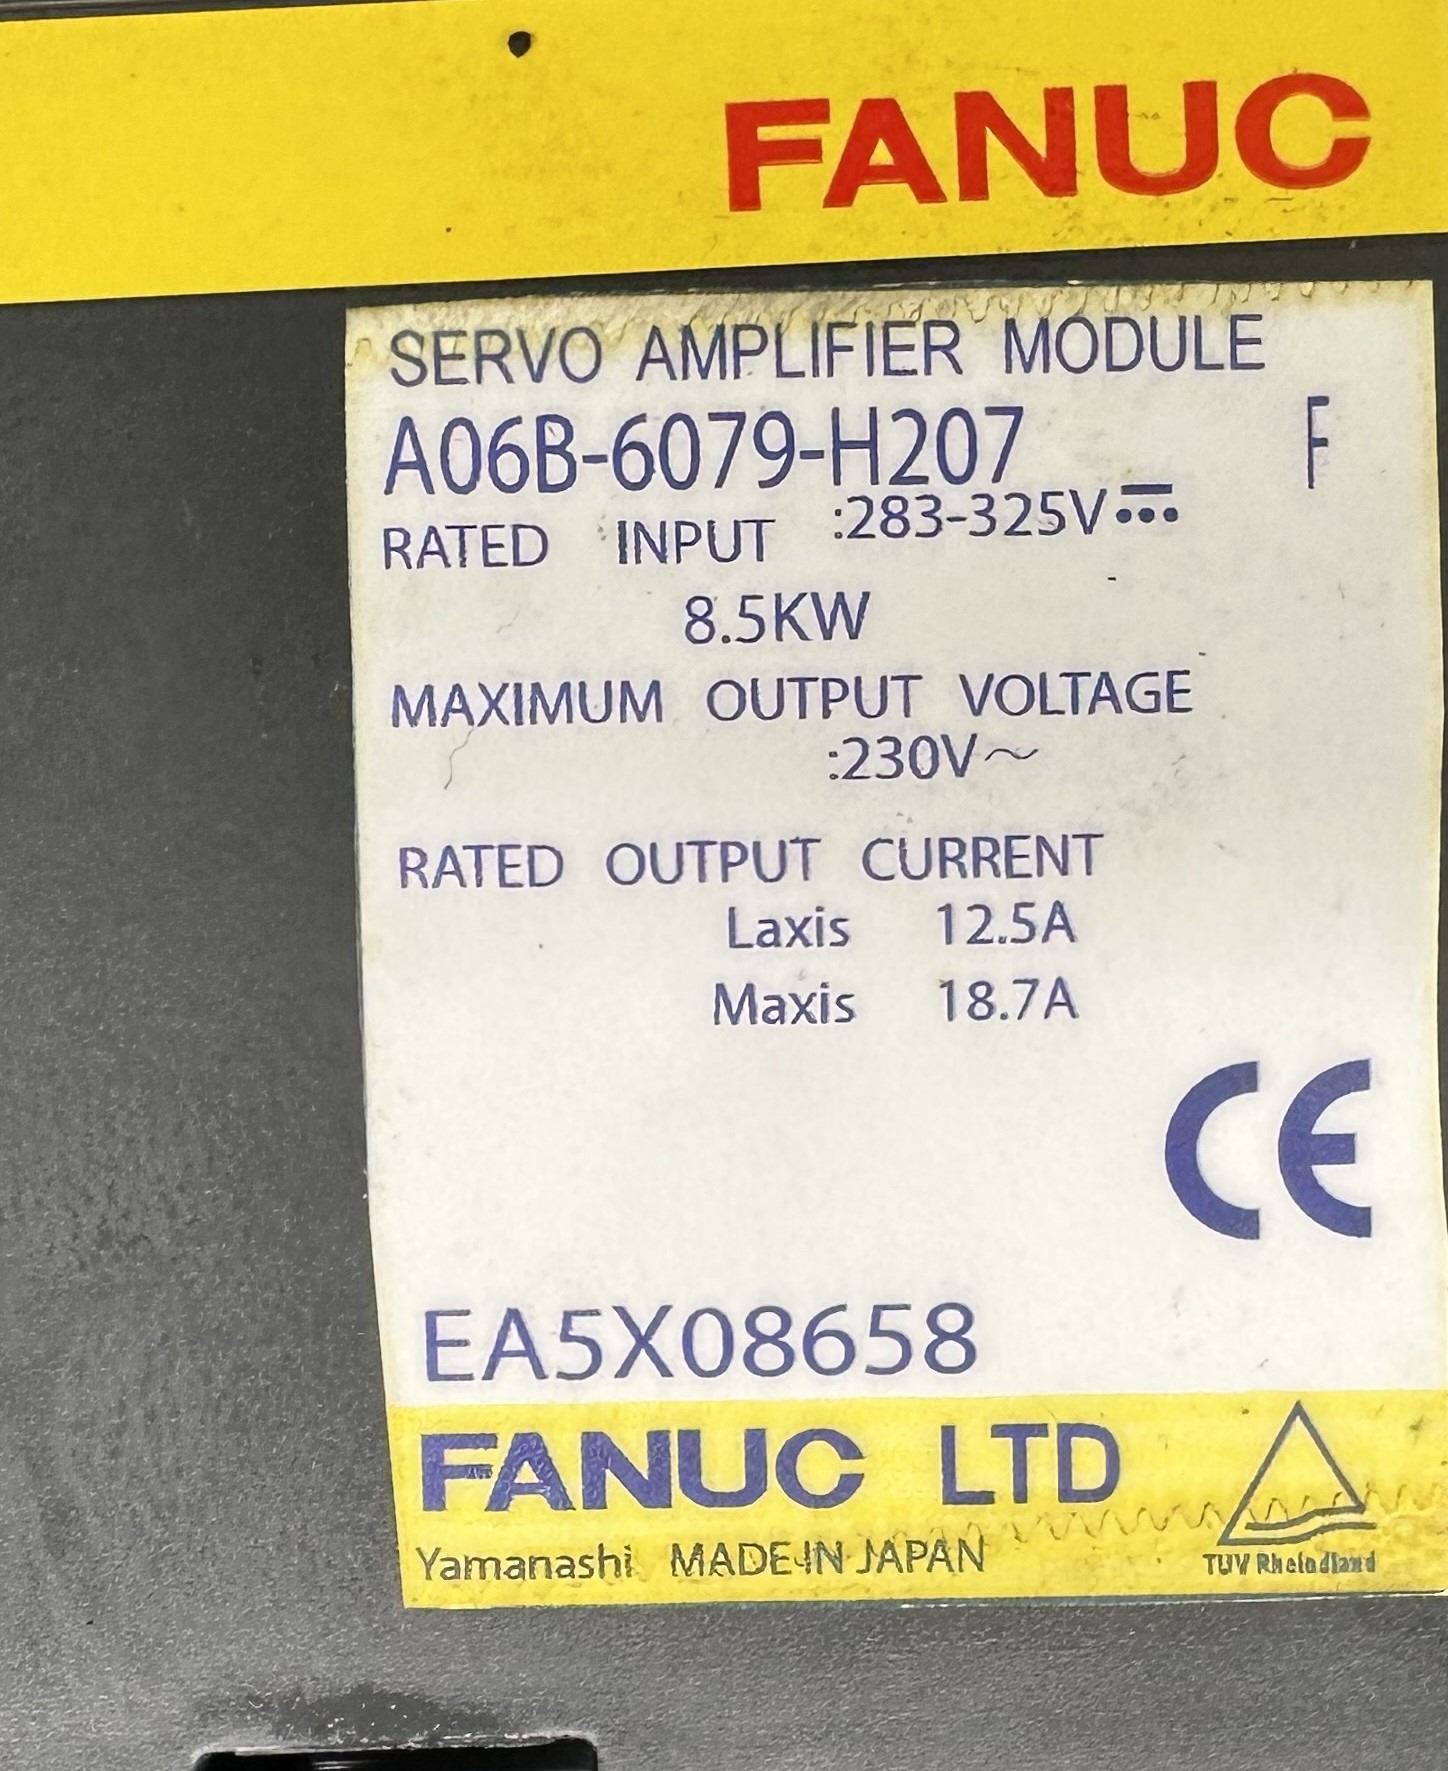 FANUC
SERVO AMPLIFIER MODULE
A06B-6079-H207 F
RATED INPUT :283-325V⎓
8.5KW
MAXIMUM OUTPUT VOLTAGE
:230V～
RATED OUTPUT CURRENT
Laxis 12.5A
Maxis 18.7A
CE
EA5X08658
FANUC LTD
Yamanashi MADE IN JAPAN
TUV